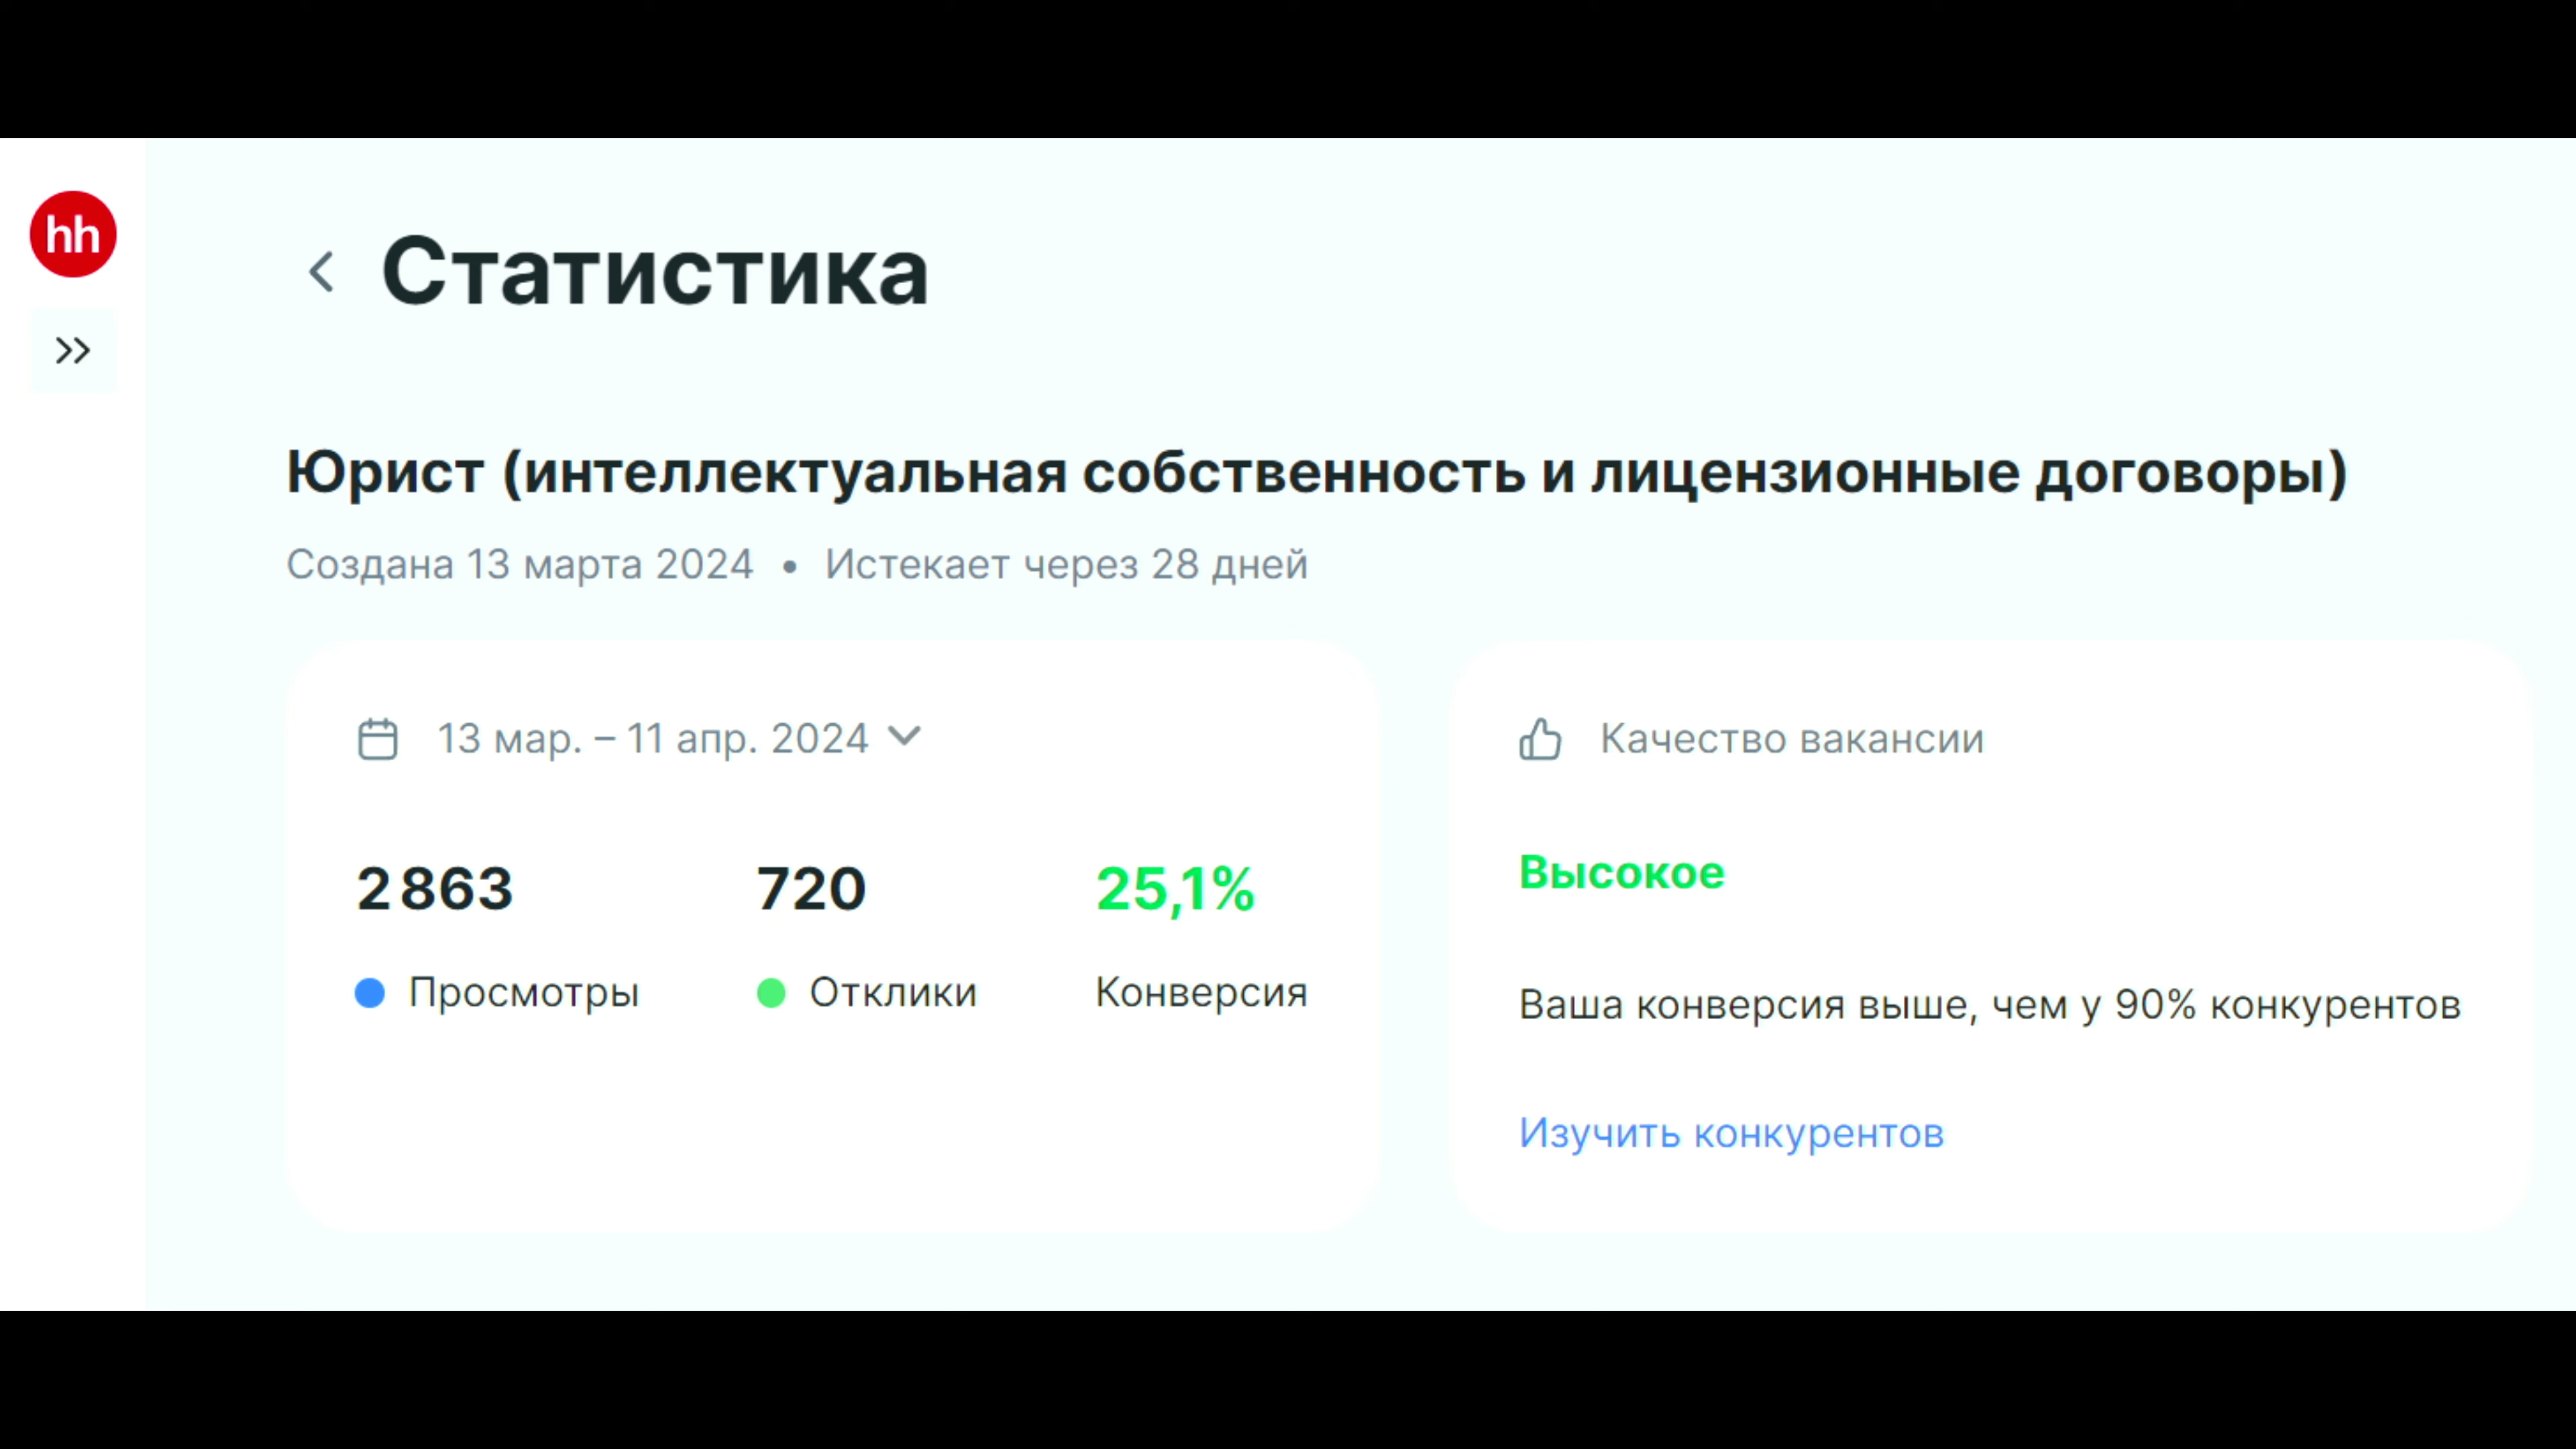 hh
Статистика
Юрист (интеллектуальная собственность и лицензионные договоры)
Создана 13 марта 2024 • Истекает через 28 дней
13 мар. – 11 апр. 2024
2 863
720
25,1%
Просмотры
Отклики
Конверсия
Качество вакансии
Высокое
Ваша конверсия выше, чем у 90% конкурентов
Изучить конкурентов